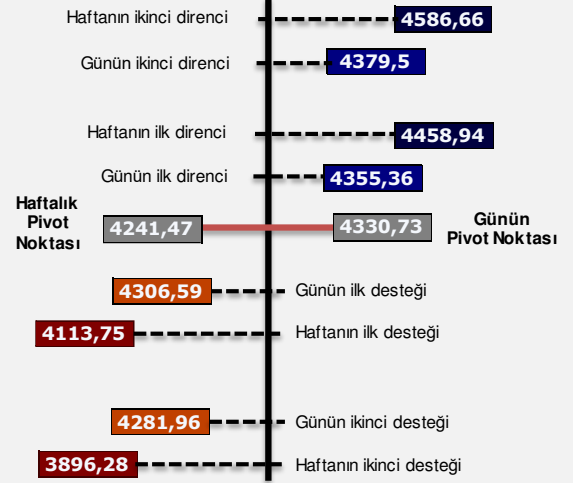 Haftanın ikinci direnci 4586,66
Günün ikinci direnci 4379,5
Haftanın ilk direnci 4458,94
Günün ilk direnci 4355,36
Haftalık
Pivot
Noktası
4241,47
4330,73
Günün
Pivot Noktası
4306,59 Günün ilk desteği
4113,75 Haftanın ilk desteği
4281,96 Günün ikinci desteği
3896,28 Haftanın ikinci desteği